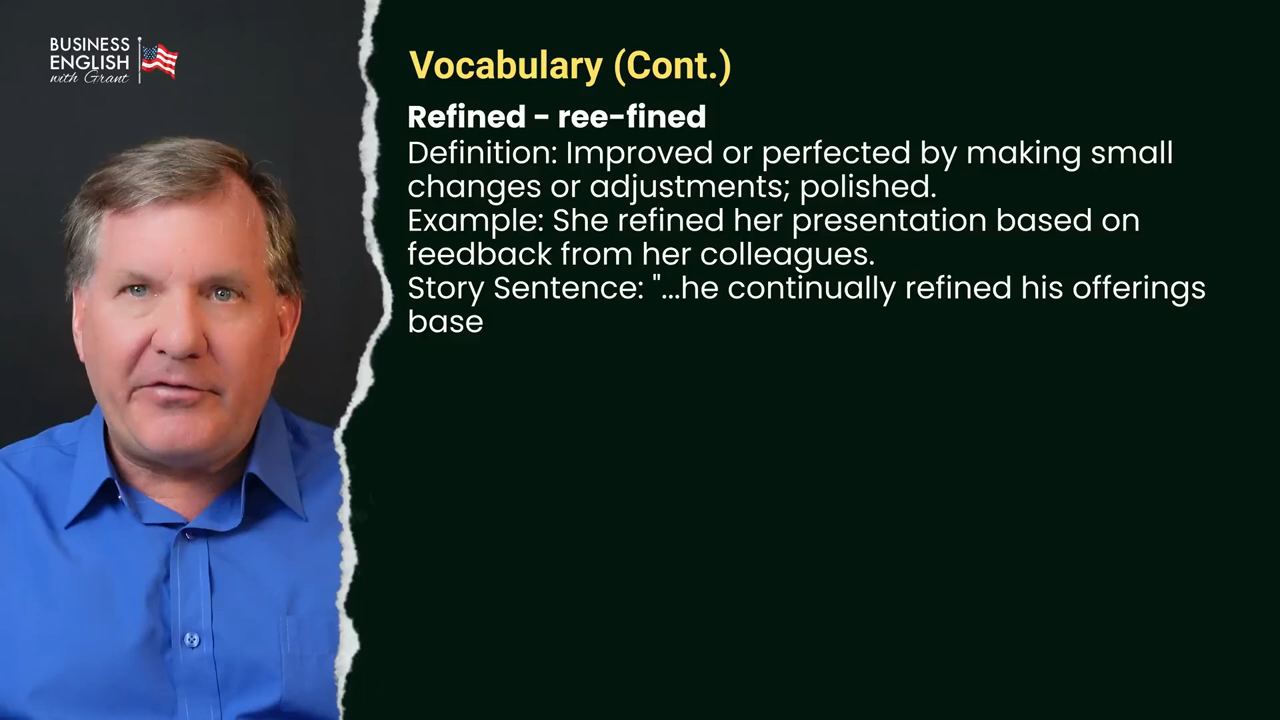 BUSINESS
ENGLISH
with Grant
Vocabulary (Cont.)
Refined - ree-fined
Definition: Improved or perfected by making small
changes or adjustments; polished.
Example: She refined her presentation based on
feedback from her colleagues.
Story Sentence: "...he continually refined his offerings
base